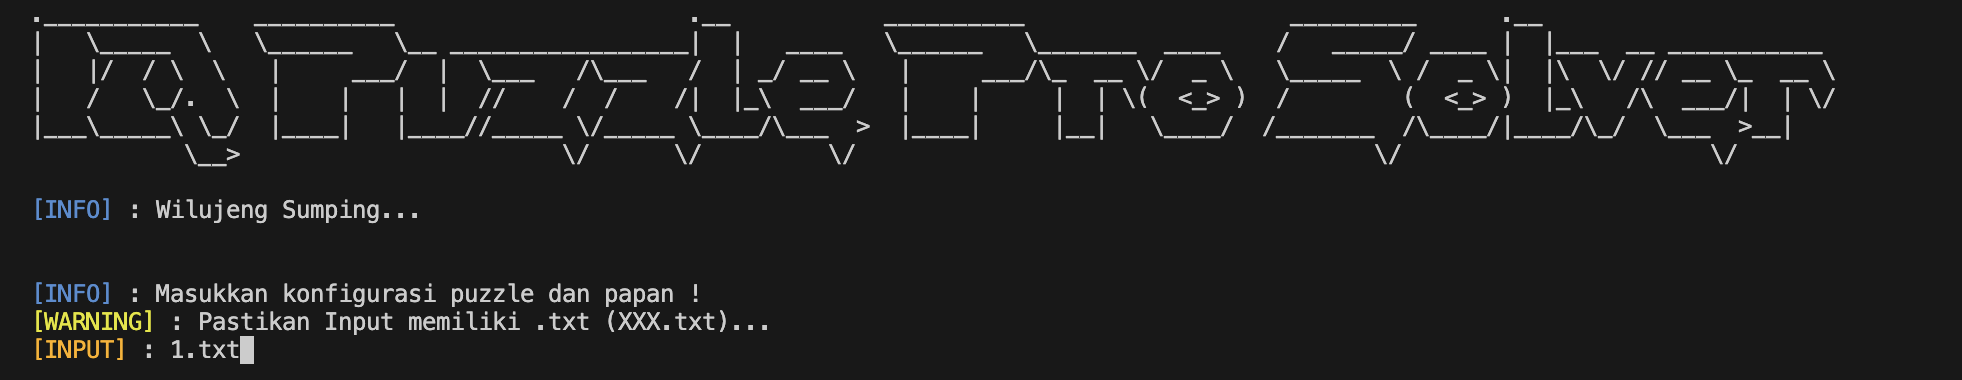 IQ Puzzle Pro Solver
[INFO] : Wilujeng Sumping...
[INFO] : Masukkan konfigurasi puzzle dan papan !
[WARNING] : Pastikan Input memiliki .txt (XXX.txt)...
[INPUT] : 1.txt